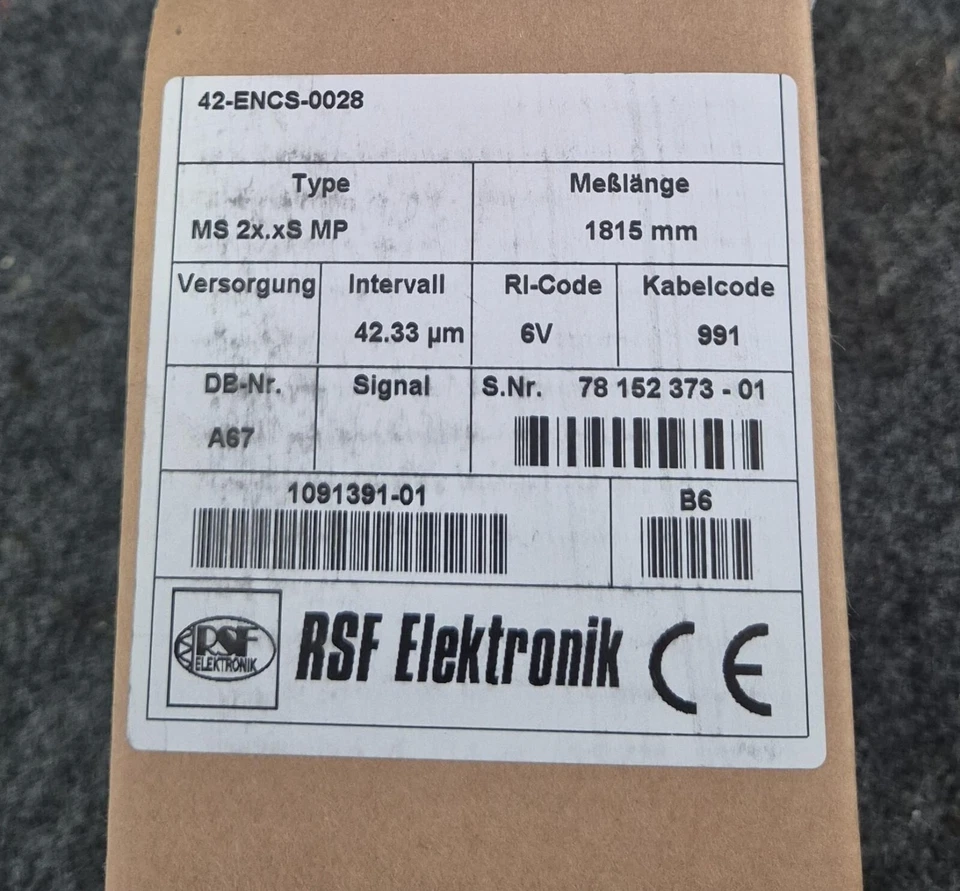 42-ENCS-0028
Type Meßlänge
MS 2x.xS MP 1815 mm
Versorgung Intervall RI-Code Kabelcode
42.33 µm 6V 991
DB-Nr. Signal S.Nr. 78 152 373 - 01
A67
1091391-01 B6
RSF
ELEKTRONIK
RSF Elektronik CE